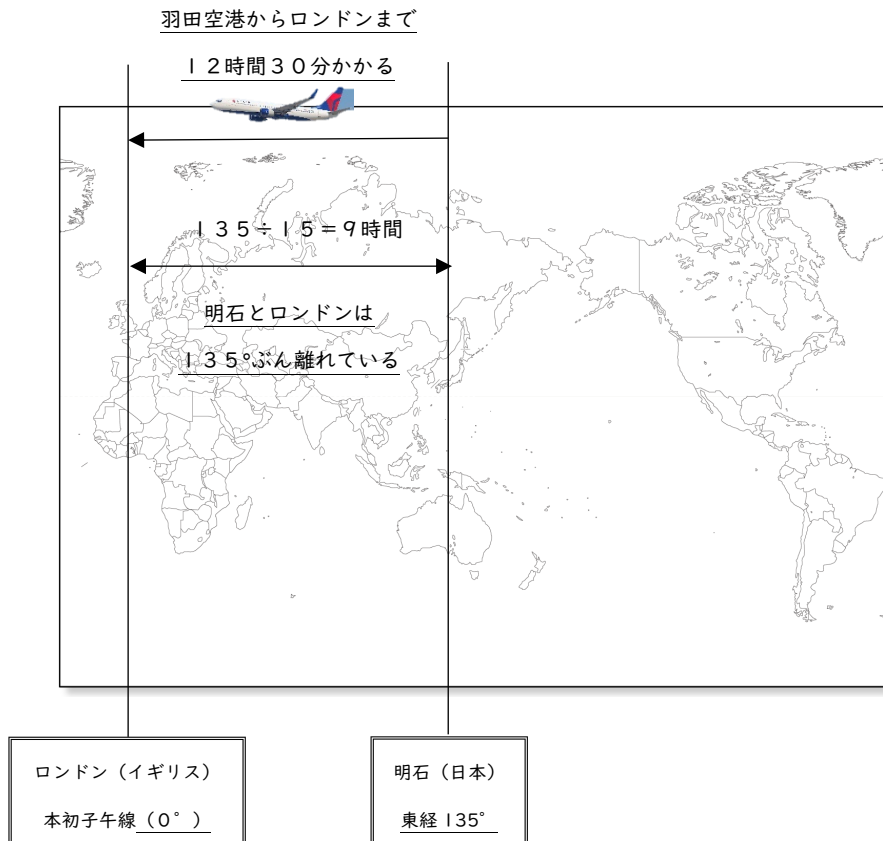 羽田空港からロンドンまで
12時間30分かかる
135÷15=9時間
明石とロンドンは
135°ぶん離れている
ロンドン（イギリス）
本初子午線（0°）
明石（日本）
東経135°